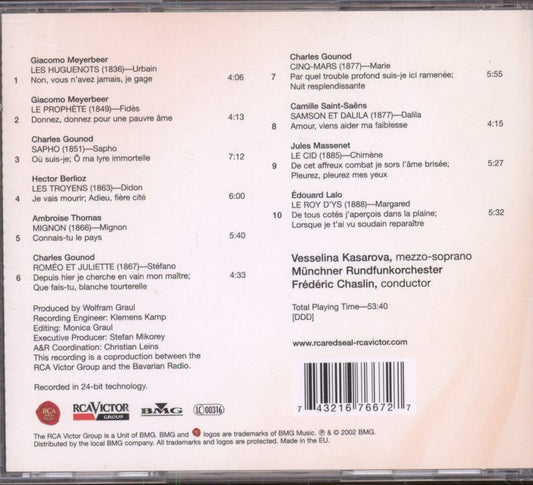 Giacomo Meyerbeer
LES HUGUENOTS (1836)—Urbain
1 Non, vous n'avez jamais, je gage 4:06
Giacomo Meyerbeer
LE PROPHÈTE (1849)—Fidès
2 Donnez, donnez pour une pauvre âme 4:13
Charles Gounod
SAPHO (1851)—Sapho
3 Où suis-je; Ô ma lyre immortelle 7:12
Hector Berlioz
LES TROYENS (1863)—Didon
4 Je vais mourir; Adieu, fière cité 6:00
Ambroise Thomas
MIGNON (1866)—Mignon
5 Connais-tu le pays 5:40
Charles Gounod
ROMÉO ET JULIETTE (1867)—Stéfano
6 Depuis hier je cherche en vain mon maître; 4:33
Que fais-tu, blanche tourterelle
Charles Gounod
CINQ-MARS (1877)—Marie
7 Par quel trouble profond suis-je ici ramenée; 5:55
Nuit resplendissante
Camille Saint-Saëns
SAMSON ET DALILA (1877)—Dalila
8 Amour, viens aider ma faiblesse 4:15
Jules Massenet
LE CID (1885)—Chimène
9 De cet affreux combat je sors l'âme brisée; 5:27
Pleurez, pleurez mes yeux
Édouard Lalo
LE ROY D'YS (1888)—Margared
10 De tous cotés j'aperçois dans la plaine; 5:32
Lorsque je t'ai vu soudain reparaître
Vesselina Kasarova, mezzo-soprano
Münchner Rundfunkorchester
Frédéric Chaslin, conductor
Total Playing Time—53:40
[DDD]
www.rcaredseal-rcavictor.com
Produced by Wolfram Graul
Recording Engineer: Klemens Kamp
Editing: Monica Graul
Executive Producer: Stefan Mikorey
A&R Coordination: Christian Leins
This recording is a coproduction between the
RCA Victor Group and the Bavarian Radio.
Recorded in 24-bit technology.
RCA
RCAVICTOR
GROUP
BMG
LC 00316
7 43216 76672 7
The RCA Victor Group is a Unit of BMG. BMG and logos are trademarks of BMG Music. ℗ & © 2002 BMG.
Distributed by the local BMG company. All trademarks and logos are protected. Made in the EU.